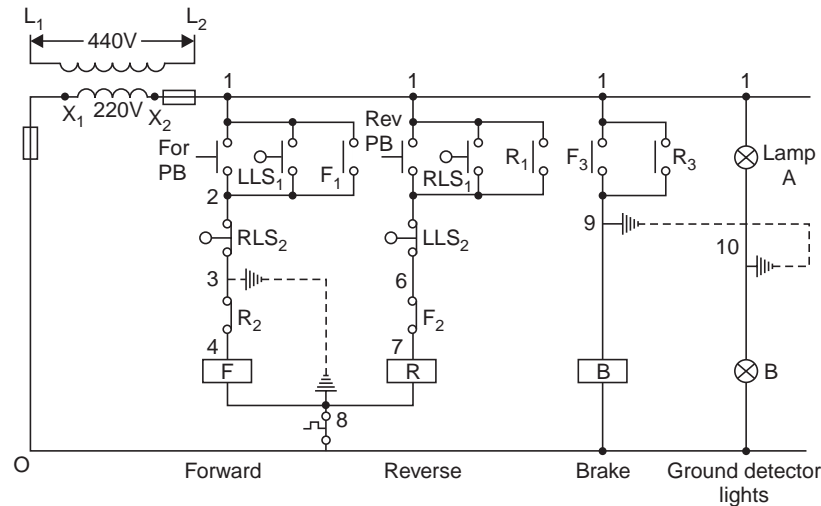 L1 L2
440V
1 1 1 1
X1 220V X2
For PB LLS1 F1
Rev PB RLS1 R1
F3 R3
Lamp A
2
RLS2 LLS2
9
10
3 6
R2 F2
4 7
F R B B
8
O
Forward Reverse Brake Ground detector
lights